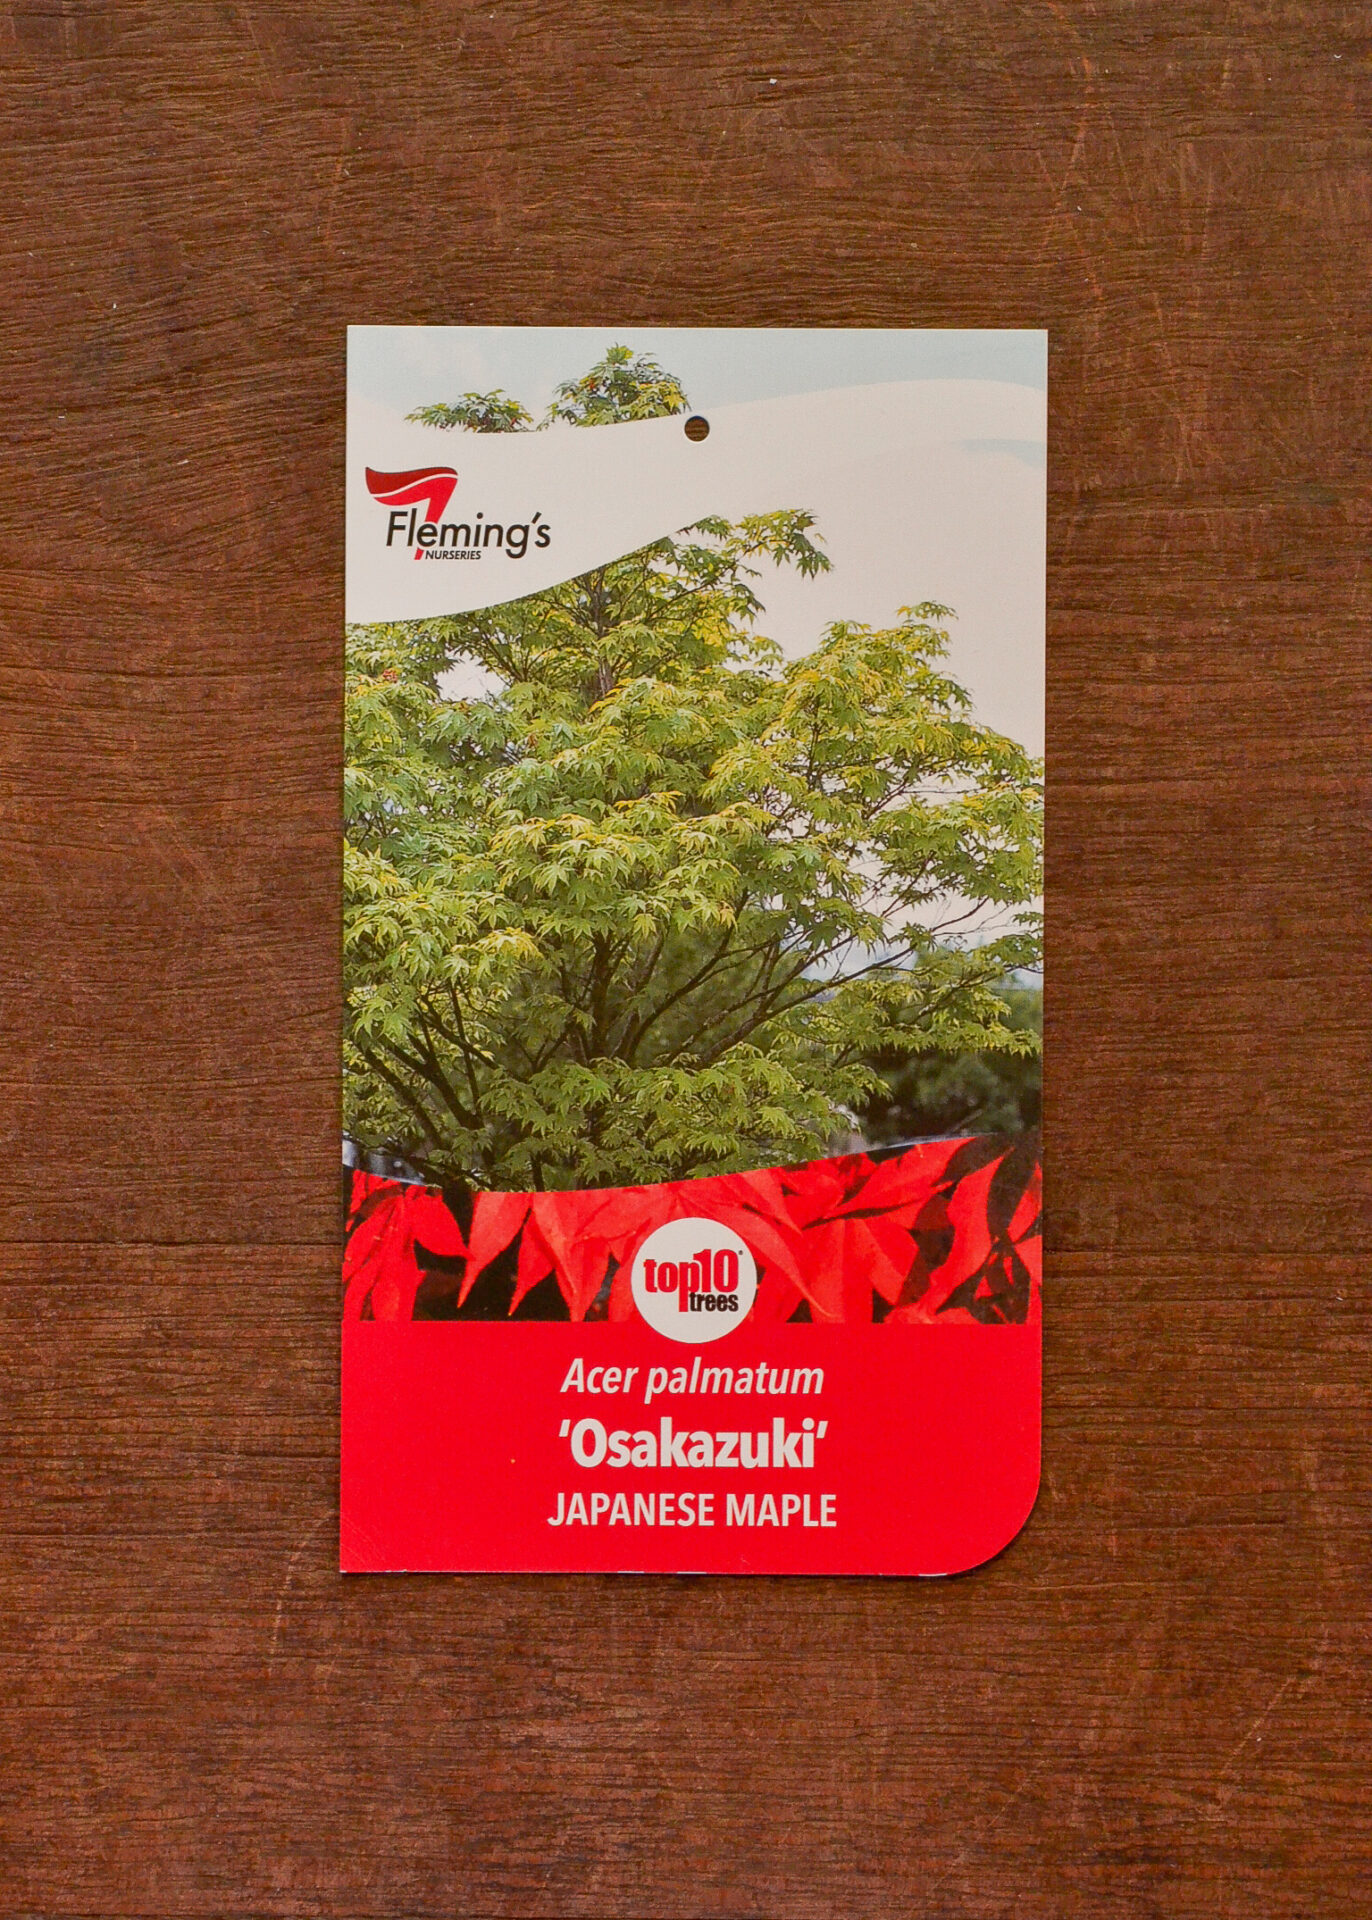 Fleming's
NURSERIES
top10
trees
Acer palmatum
'Osakazuki'
JAPANESE MAPLE